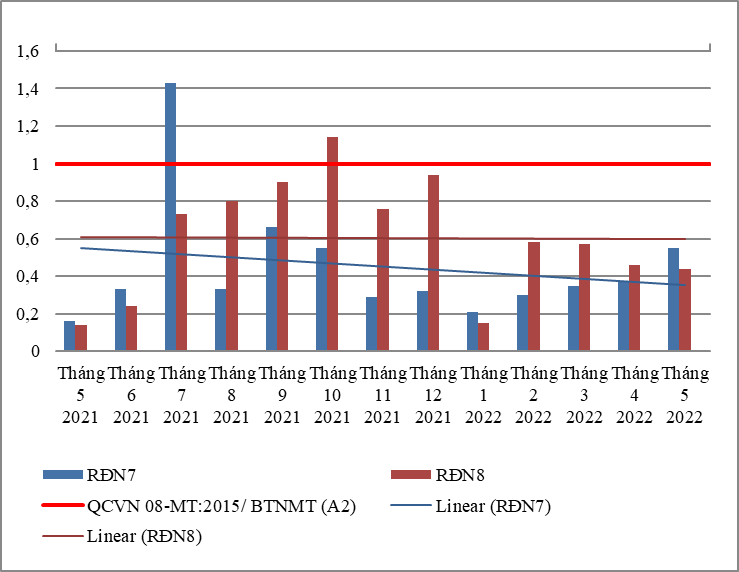 1,6
1,4
1,2
1
0,8
0,6
0,4
0,2
0
Tháng Tháng Tháng Tháng Tháng Tháng Tháng Tháng Tháng Tháng Tháng Tháng Tháng
5 6 7 8 9 10 11 12 1 2 3 4 5
2021 2021 2021 2021 2021 2021 2021 2021 2022 2022 2022 2022 2022
RĐN7 RĐN8
QCVN 08-MT:2015/ BTNMT (A2) Linear (RĐN7)
Linear (RĐN8)